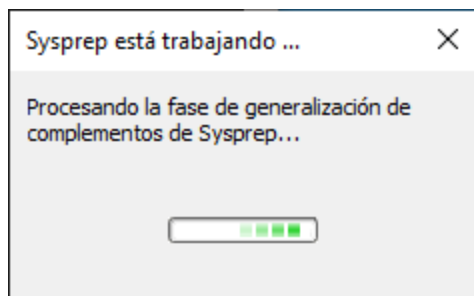 Sysprep está trabajando ...
Procesando la fase de generalización de
complementos de Sysprep...